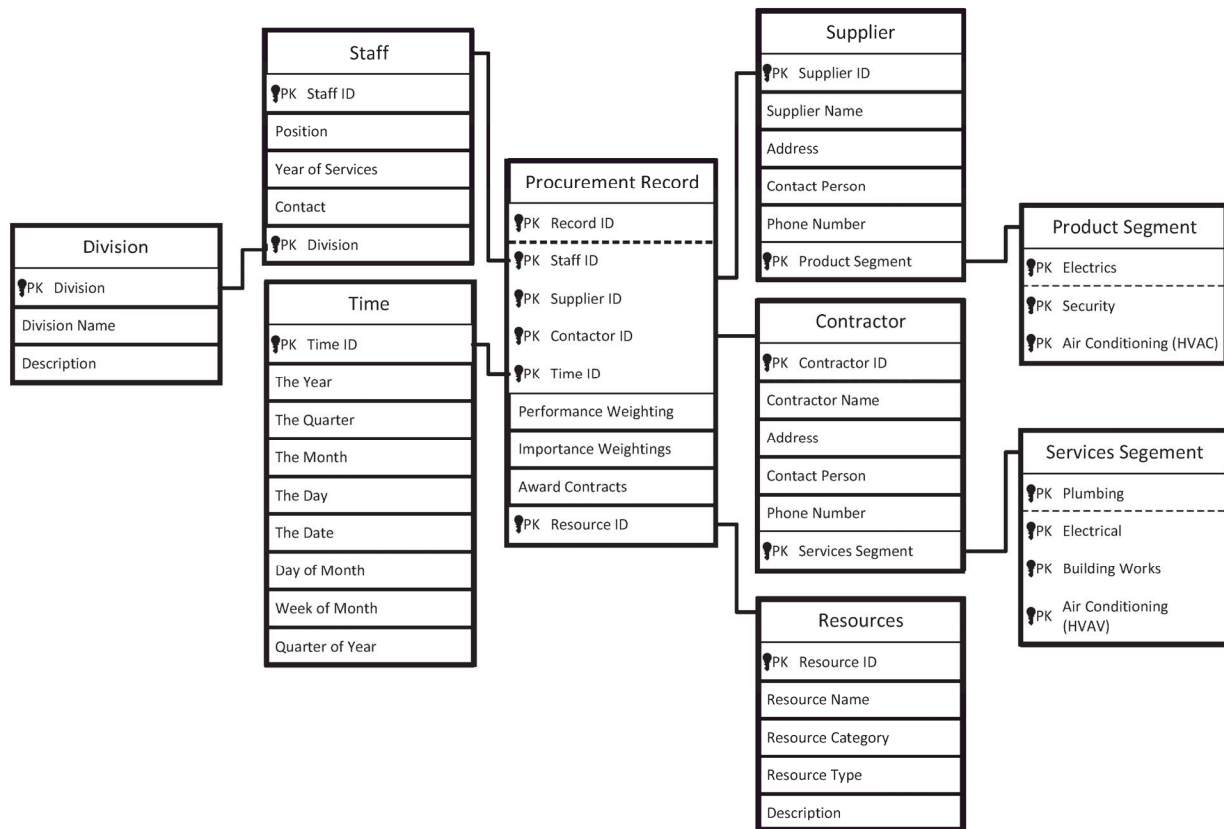 Division
PK Division
Division Name
Description
Staff
PK Staff ID
Position
Year of Services
Contact
PK Division
Time
PK Time ID
The Year
The Quarter
The Month
The Day
The Date
Day of Month
Week of Month
Quarter of Year
Procurement Record
PK Record ID
PK Staff ID
PK Supplier ID
PK Contactor ID
PK Time ID
Performance Weighting
Importance Weightings
Award Contracts
PK Resource ID
Supplier
PK Supplier ID
Supplier Name
Address
Contact Person
Phone Number
PK Product Segment
Contractor
PK Contractor ID
Contractor Name
Address
Contact Person
Phone Number
PK Services Segment
Resources
PK Resource ID
Resource Name
Resource Category
Resource Type
Description
Product Segment
PK Electrics
PK Security
PK Air Conditioning (HVAC)
Services Segement
PK Plumbing
PK Electrical
PK Building Works
PK Air Conditioning
(HVAV)